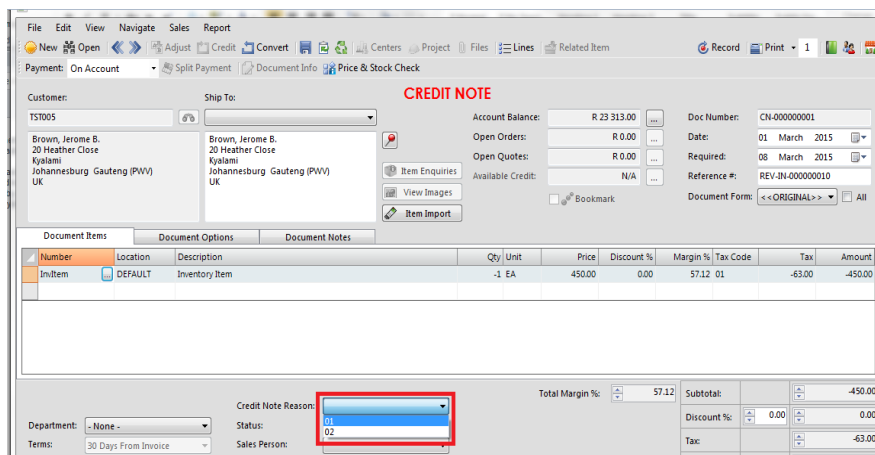 File Edit View Navigate Sales Report
New Open Adjust Credit Convert Centers Project Files Lines Related Item Record Print 1
Payment: On Account Split Payment Document Info Price & Stock Check
CREDIT NOTE
Customer: Ship To:
TST005
Brown, Jerome B.
20 Heather Close
Kyalami
Johannesburg Gauteng (PWV)
UK
Brown, Jerome B.
20 Heather Close
Kyalami
Johannesburg Gauteng (PWV)
UK
Item Enquiries
View Images
Item Import
Account Balance: R 23 313.00 ...
Open Orders: R 0.00 ...
Open Quotes: R 0.00 ...
Available Credit: N/A ...
Bookmark
Doc Number: CN-000000001
Date: 01 March 2015
Required: 08 March 2015
Reference #: REV-IN-000000010
Document Form: <<ORIGINAL>> All
Document Items Document Options Document Notes
Number Location Description Qty Unit Price Discount % Margin % Tax Code Tax Amount
InvItem ... DEFAULT Inventory Item -1 EA 450.00 0.00 57.12 01 -63.00 -450.00
Total Margin %: 57.12 Subtotal: -450.00
Credit Note Reason:
01
02
Discount %: 0.00 0.00
Department: - None - Status:
Terms: 30 Days From Invoice Sales Person:
Tax: -63.00